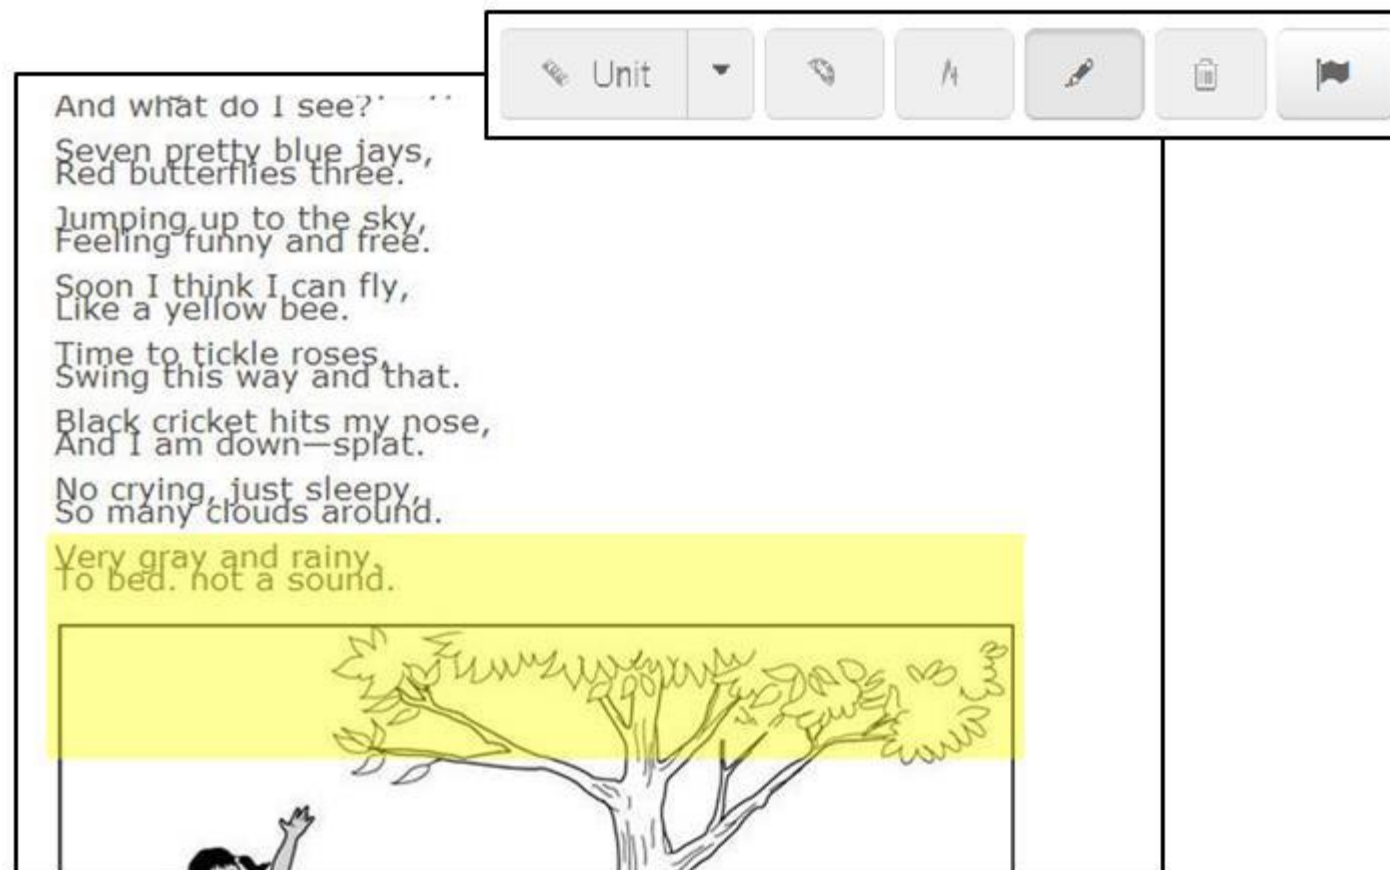 Unit
And what do I see?
Seven pretty blue jays,
Red butterflies three.
Jumping up to the sky,
Feeling funny and free.
Soon I think I can fly,
Like a yellow bee.
Time to tickle roses,
Swing this way and that.
Black cricket hits my nose,
And I am down—splat.
No crying, just sleepy,
So many clouds around.
Very gray and rainy,
To bed. not a sound.